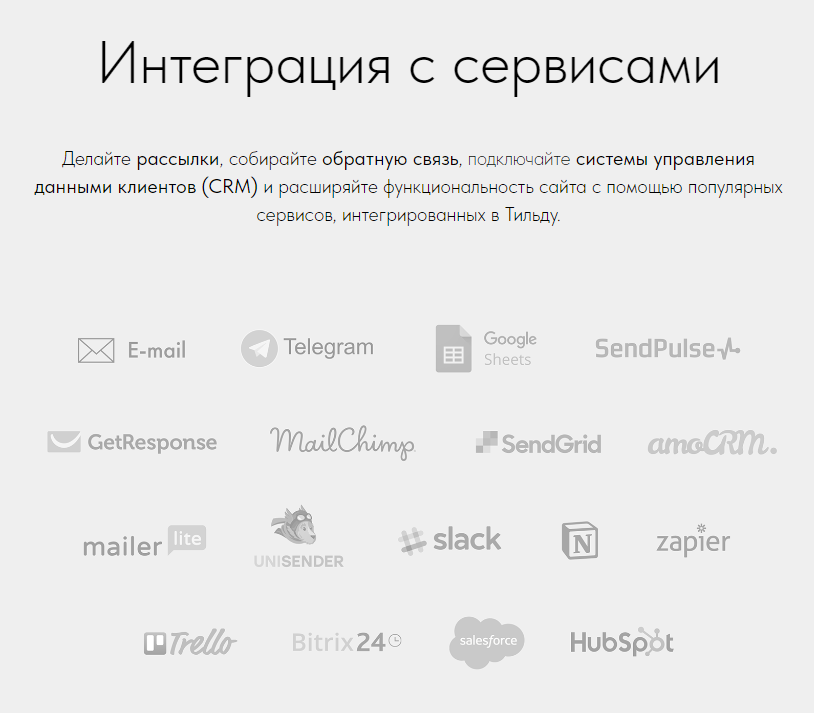 Интеграция с сервисами
Делайте рассылки, собирайте обратную связь, подключайте системы управления
данными клиентов (CRM) и расширяйте функциональность сайта с помощью популярных
сервисов, интегрированных в Тильду.
E-mail
Telegram
Google
Sheets
SendPulse
GetResponse
MailChimp
SendGrid
amoCRM.
mailer lite
UNISENDER
slack
N
zapier
Trello
Bitrix24
salesforce
HubSpot